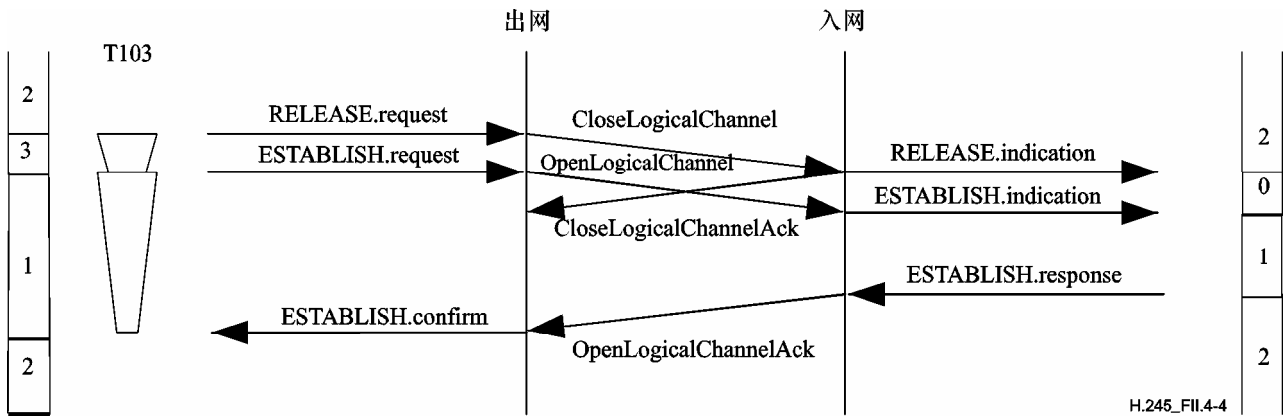 出网 入网
T103
2
RELEASE.request CloseLogicalChannel
2
3
ESTABLISH.request OpenLogicalChannel RELEASE.indication
0
ESTABLISH.indication
CloseLogicalChannelAck
1
1
ESTABLISH.response
ESTABLISH.confirm
OpenLogicalChannelAck
2
2
H.245_FII.4-4